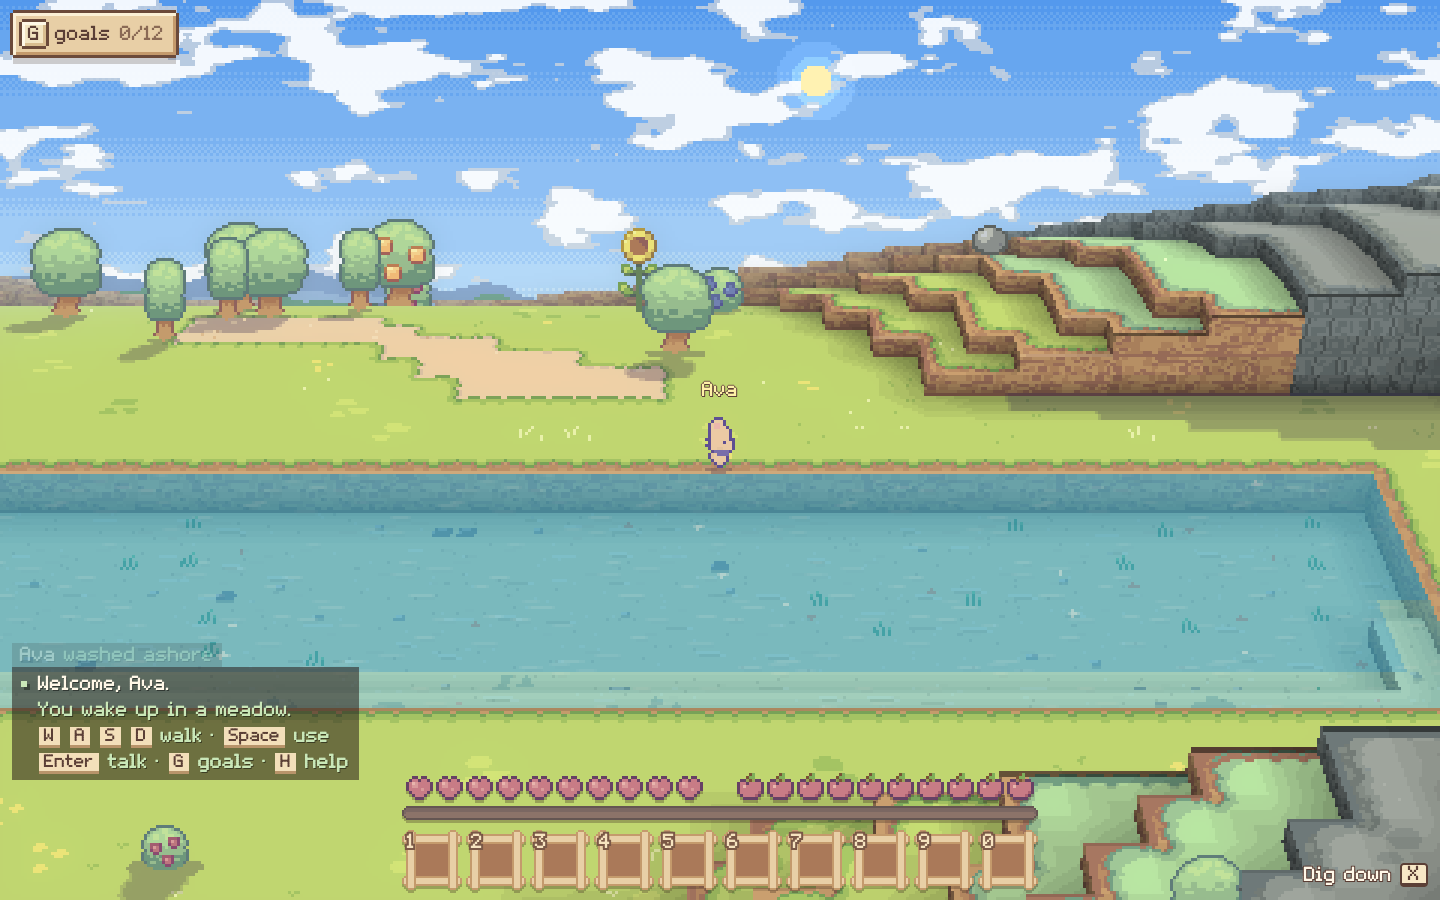 G goals 0/12
Ava
Ava washed ashore
Welcome, Ava.
You wake up in a meadow.
W A S D walk · Space use
Enter talk · G goals · H help
1 2 3 4 5 6 7 8 9 0
Dig down X